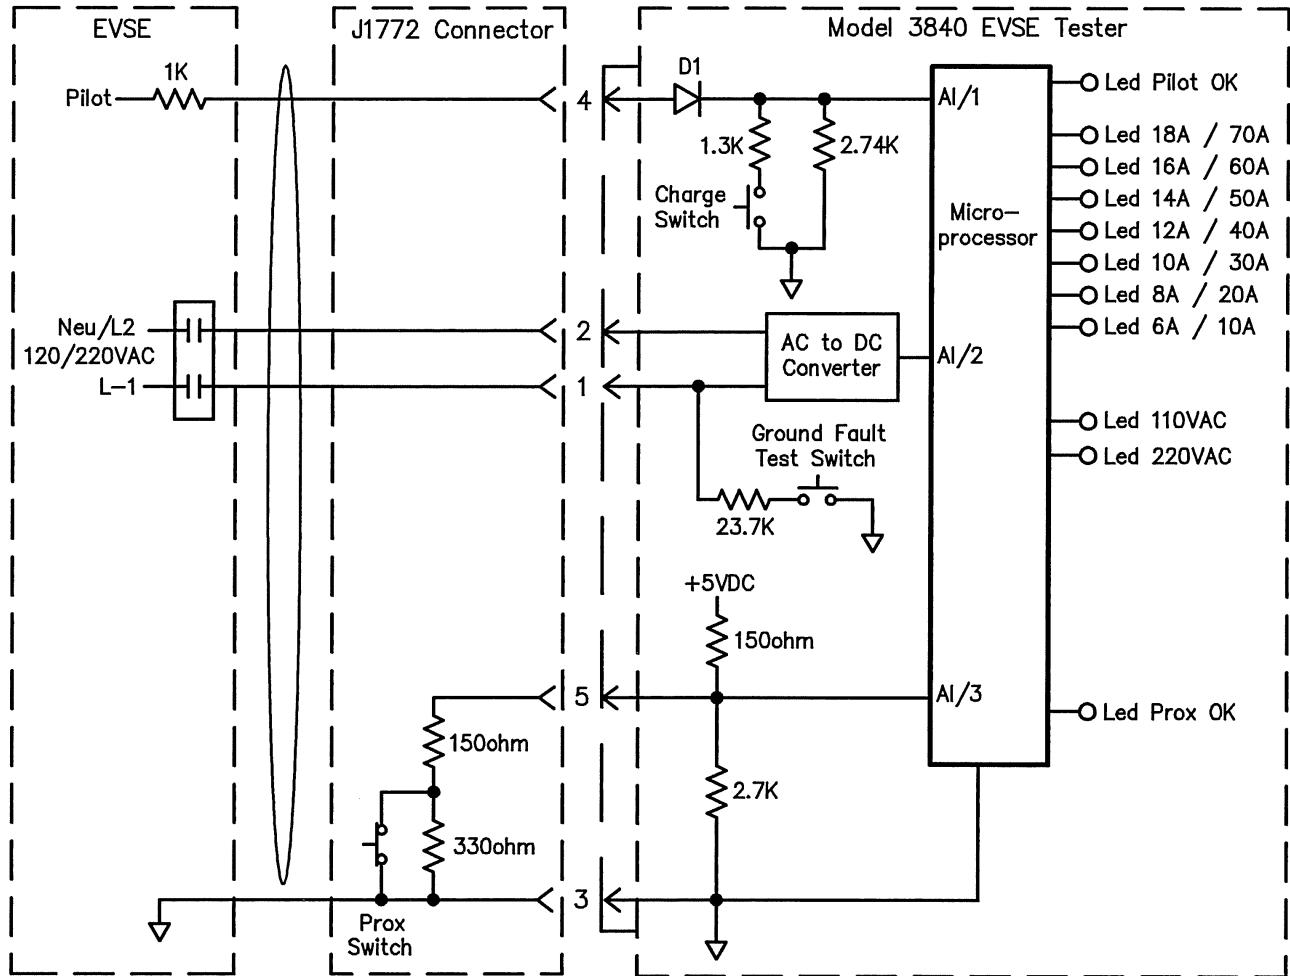 EVSE
J1772 Connector
Model 3840 EVSE Tester
1K
Pilot
4
D1
AI/1
Led Pilot OK
1.3K
2.74K
Led 18A / 70A
Led 16A / 60A
Led 14A / 50A
Led 12A / 40A
Led 10A / 30A
Led 8A / 20A
Led 6A / 10A
Charge
Switch
Micro-
processor
Neu/L2
120/220VAC
L-1
2
1
AC to DC
Converter
AI/2
Led 110VAC
Led 220VAC
Ground Fault
Test Switch
23.7K
+5VDC
150ohm
5
AI/3
Led Prox OK
150ohm
2.7K
330ohm
3
Prox
Switch